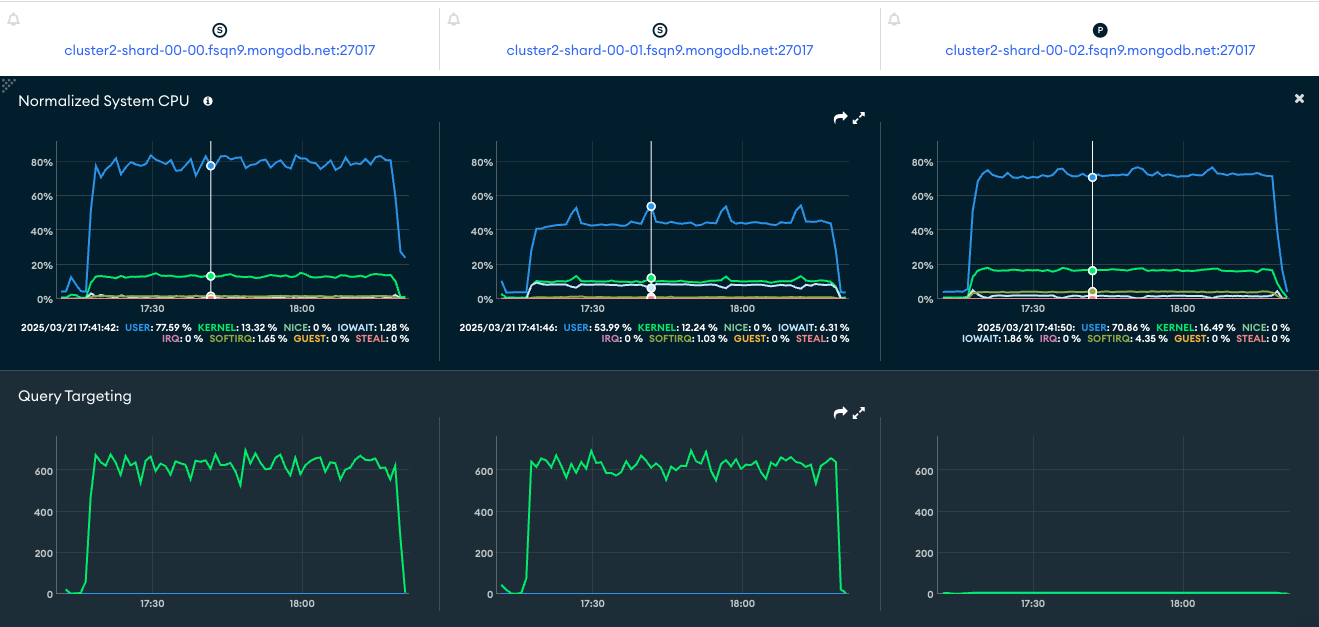 S
cluster2-shard-00-00.fsqn9.mongodb.net:27017
S
cluster2-shard-00-01.fsqn9.mongodb.net:27017
P
cluster2-shard-00-02.fsqn9.mongodb.net:27017
Normalized System CPU
80%
60%
40%
20%
0%
17:30 18:00
2025/03/21 17:41:42: USER: 77.59 % KERNEL: 13.32 % NICE: 0 % IOWAIT: 1.28 %
IRQ: 0 % SOFTIRQ: 1.65 % GUEST: 0 % STEAL: 0 %
80%
60%
40%
20%
0%
17:30 18:00
2025/03/21 17:41:46: USER: 53.99 % KERNEL: 12.24 % NICE: 0 % IOWAIT: 6.31 %
IRQ: 0 % SOFTIRQ: 1.03 % GUEST: 0 % STEAL: 0 %
80%
60%
40%
20%
0%
17:30 18:00
2025/03/21 17:41:50: USER: 70.86 % KERNEL: 16.49 % NICE: 0 %
IOWAIT: 1.86 % IRQ: 0 % SOFTIRQ: 4.35 % GUEST: 0 % STEAL: 0 %
Query Targeting
600
400
200
0
17:30 18:00
600
400
200
0
17:30 18:00
600
400
200
0
17:30 18:00